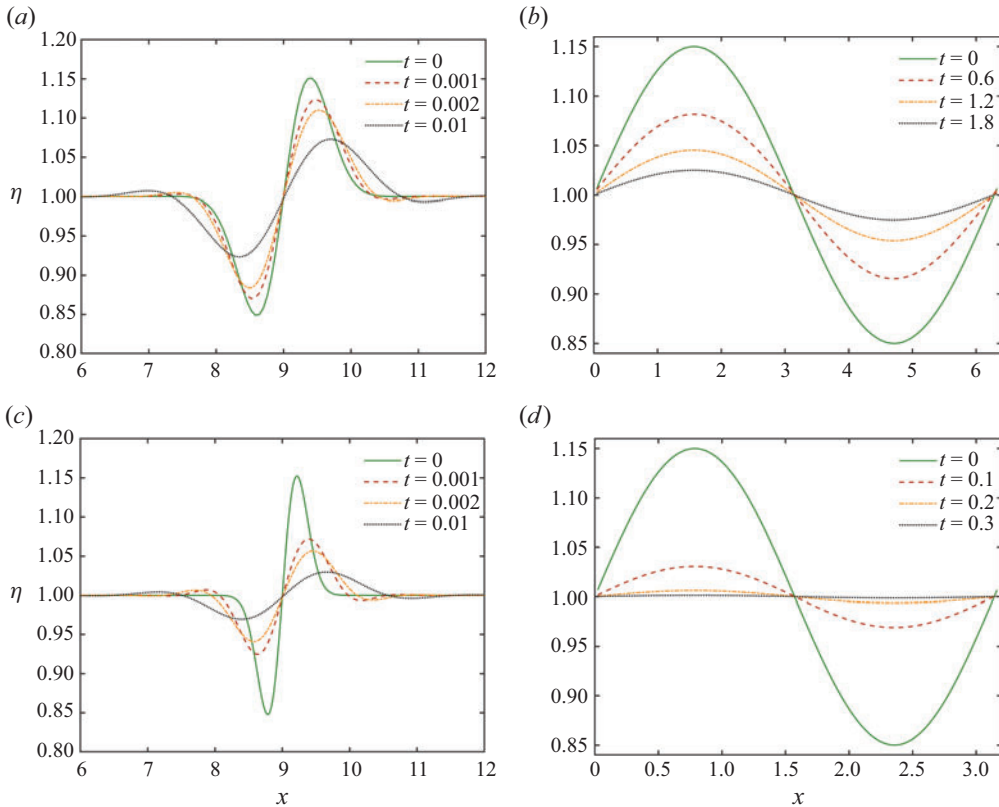 (a)
1.20
1.15
1.10
1.05
η 1.00
0.95
0.90
0.85
0.80
6 7 8 9 10 11 12
t = 0
t = 0.001
t = 0.002
t = 0.01
(b)
1.15
1.10
1.05
1.00
0.95
0.90
0.85
0 1 2 3 4 5 6
t = 0
t = 0.6
t = 1.2
t = 1.8
(c)
1.20
1.15
1.10
1.05
η 1.00
0.95
0.90
0.85
0.80
6 7 8 9 10 11 12
x
t = 0
t = 0.001
t = 0.002
t = 0.01
(d)
1.15
1.10
1.05
1.00
0.95
0.90
0.85
0 0.5 1.0 1.5 2.0 2.5 3.0
x
t = 0
t = 0.1
t = 0.2
t = 0.3